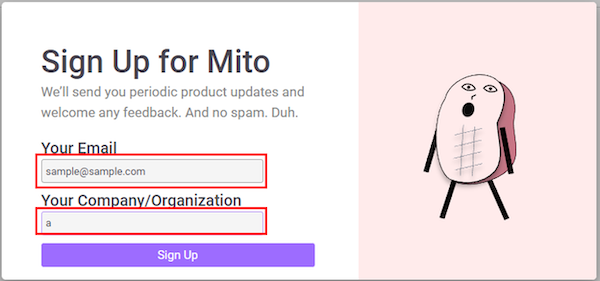 Sign Up for Mito
We'll send you periodic product updates and
welcome any feedback. And no spam. Duh.
Your Email
sample@sample.com
Your Company/Organization
a
Sign Up